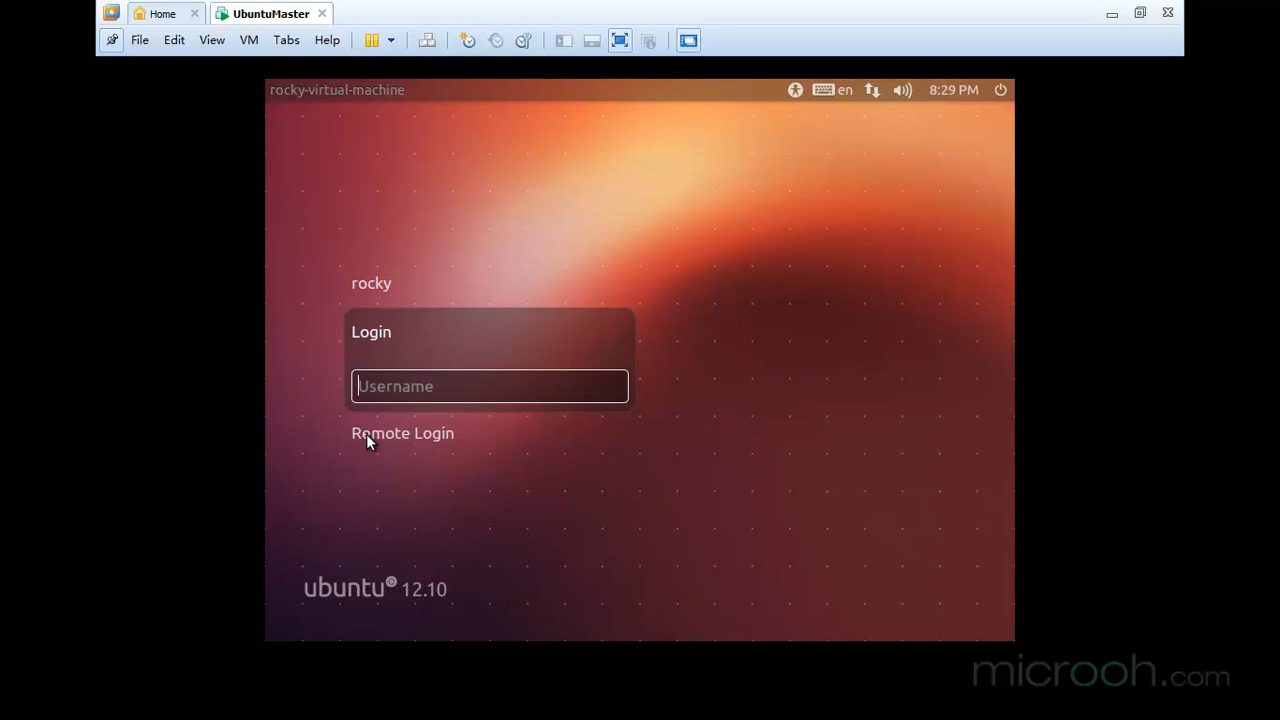 Home
UbuntuMaster
File Edit View VM Tabs Help
rocky-virtual-machine
en
8:29 PM
rocky
Login
Username
Remote Login
ubuntu 12.10
microoh.com